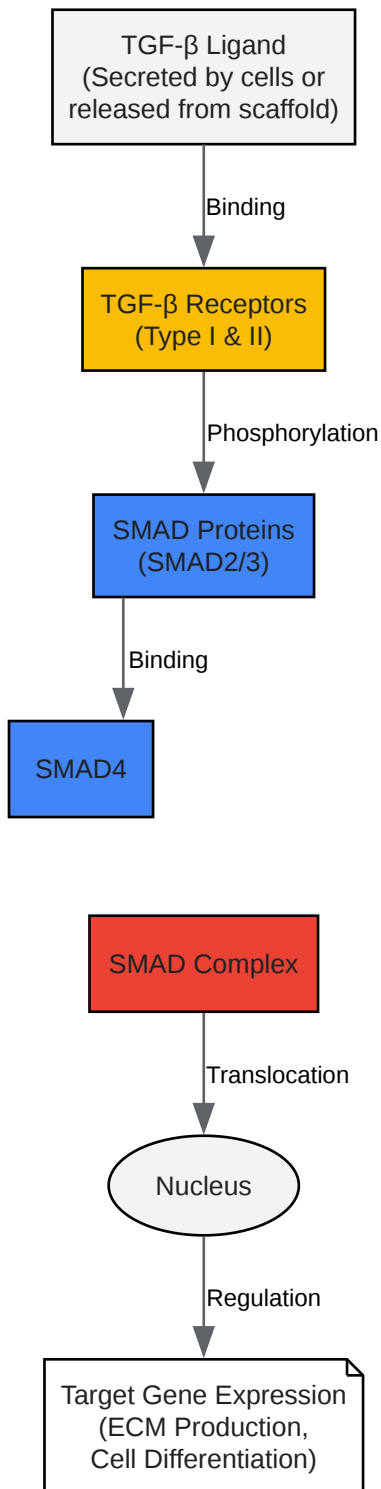 TGF-β Ligand
(Secreted by cells or
released from scaffold)
Binding
TGF-β Receptors
(Type I & II)
Phosphorylation
SMAD Proteins
(SMAD2/3)
Binding
SMAD4
SMAD Complex
Translocation
Nucleus
Regulation
Target Gene Expression
(ECM Production,
Cell Differentiation)